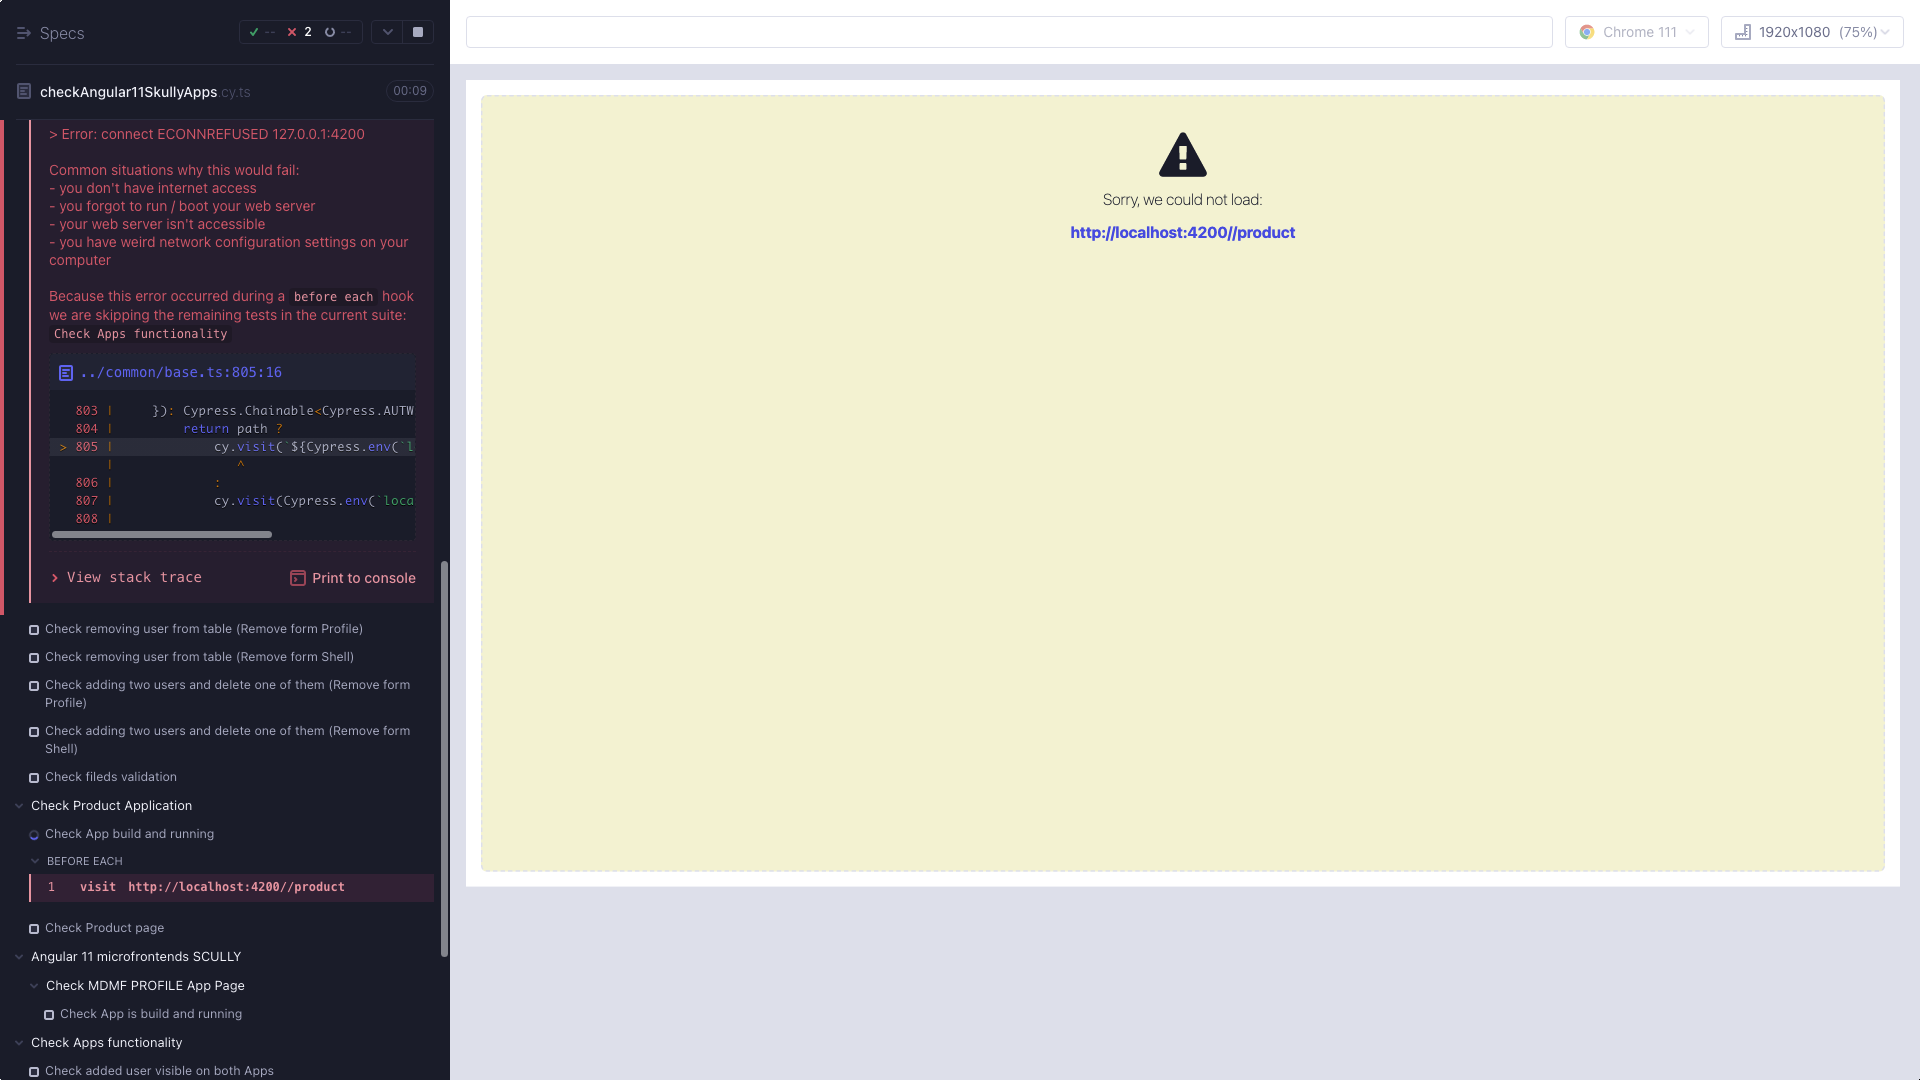 Specs
-- 2 --
checkAngular11SkullyApps.cy.ts 00:09
> Error: connect ECONNREFUSED 127.0.0.1:4200
Common situations why this would fail:
- you don't have internet access
- you forgot to run / boot your web server
- your web server isn't accessible
- you have weird network configuration settings on your
computer
Because this error occurred during a before each hook
we are skipping the remaining tests in the current suite:
Check Apps functionality
../common/base.ts:805:16
803 | }): Cypress.Chainable<Cypress.AUTW
804 | return path ?
> 805 | cy.visit(`${Cypress.env(`l
| ^
806 | :
807 | cy.visit(Cypress.env(`loca
808 |
> View stack trace Print to console
Check removing user from table (Remove form Profile)
Check removing user from table (Remove form Shell)
Check adding two users and delete one of them (Remove form
Profile)
Check adding two users and delete one of them (Remove form
Shell)
Check fileds validation
Check Product Application
Check App build and running
BEFORE EACH
1 visit http://localhost:4200//product
Check Product page
Angular 11 microfrontends SCULLY
Check MDMF PROFILE App Page
Check App is build and running
Check Apps functionality
Check added user visible on both Apps
Chrome 111
1920x1080 (75%)
Sorry, we could not load:
http://localhost:4200//product